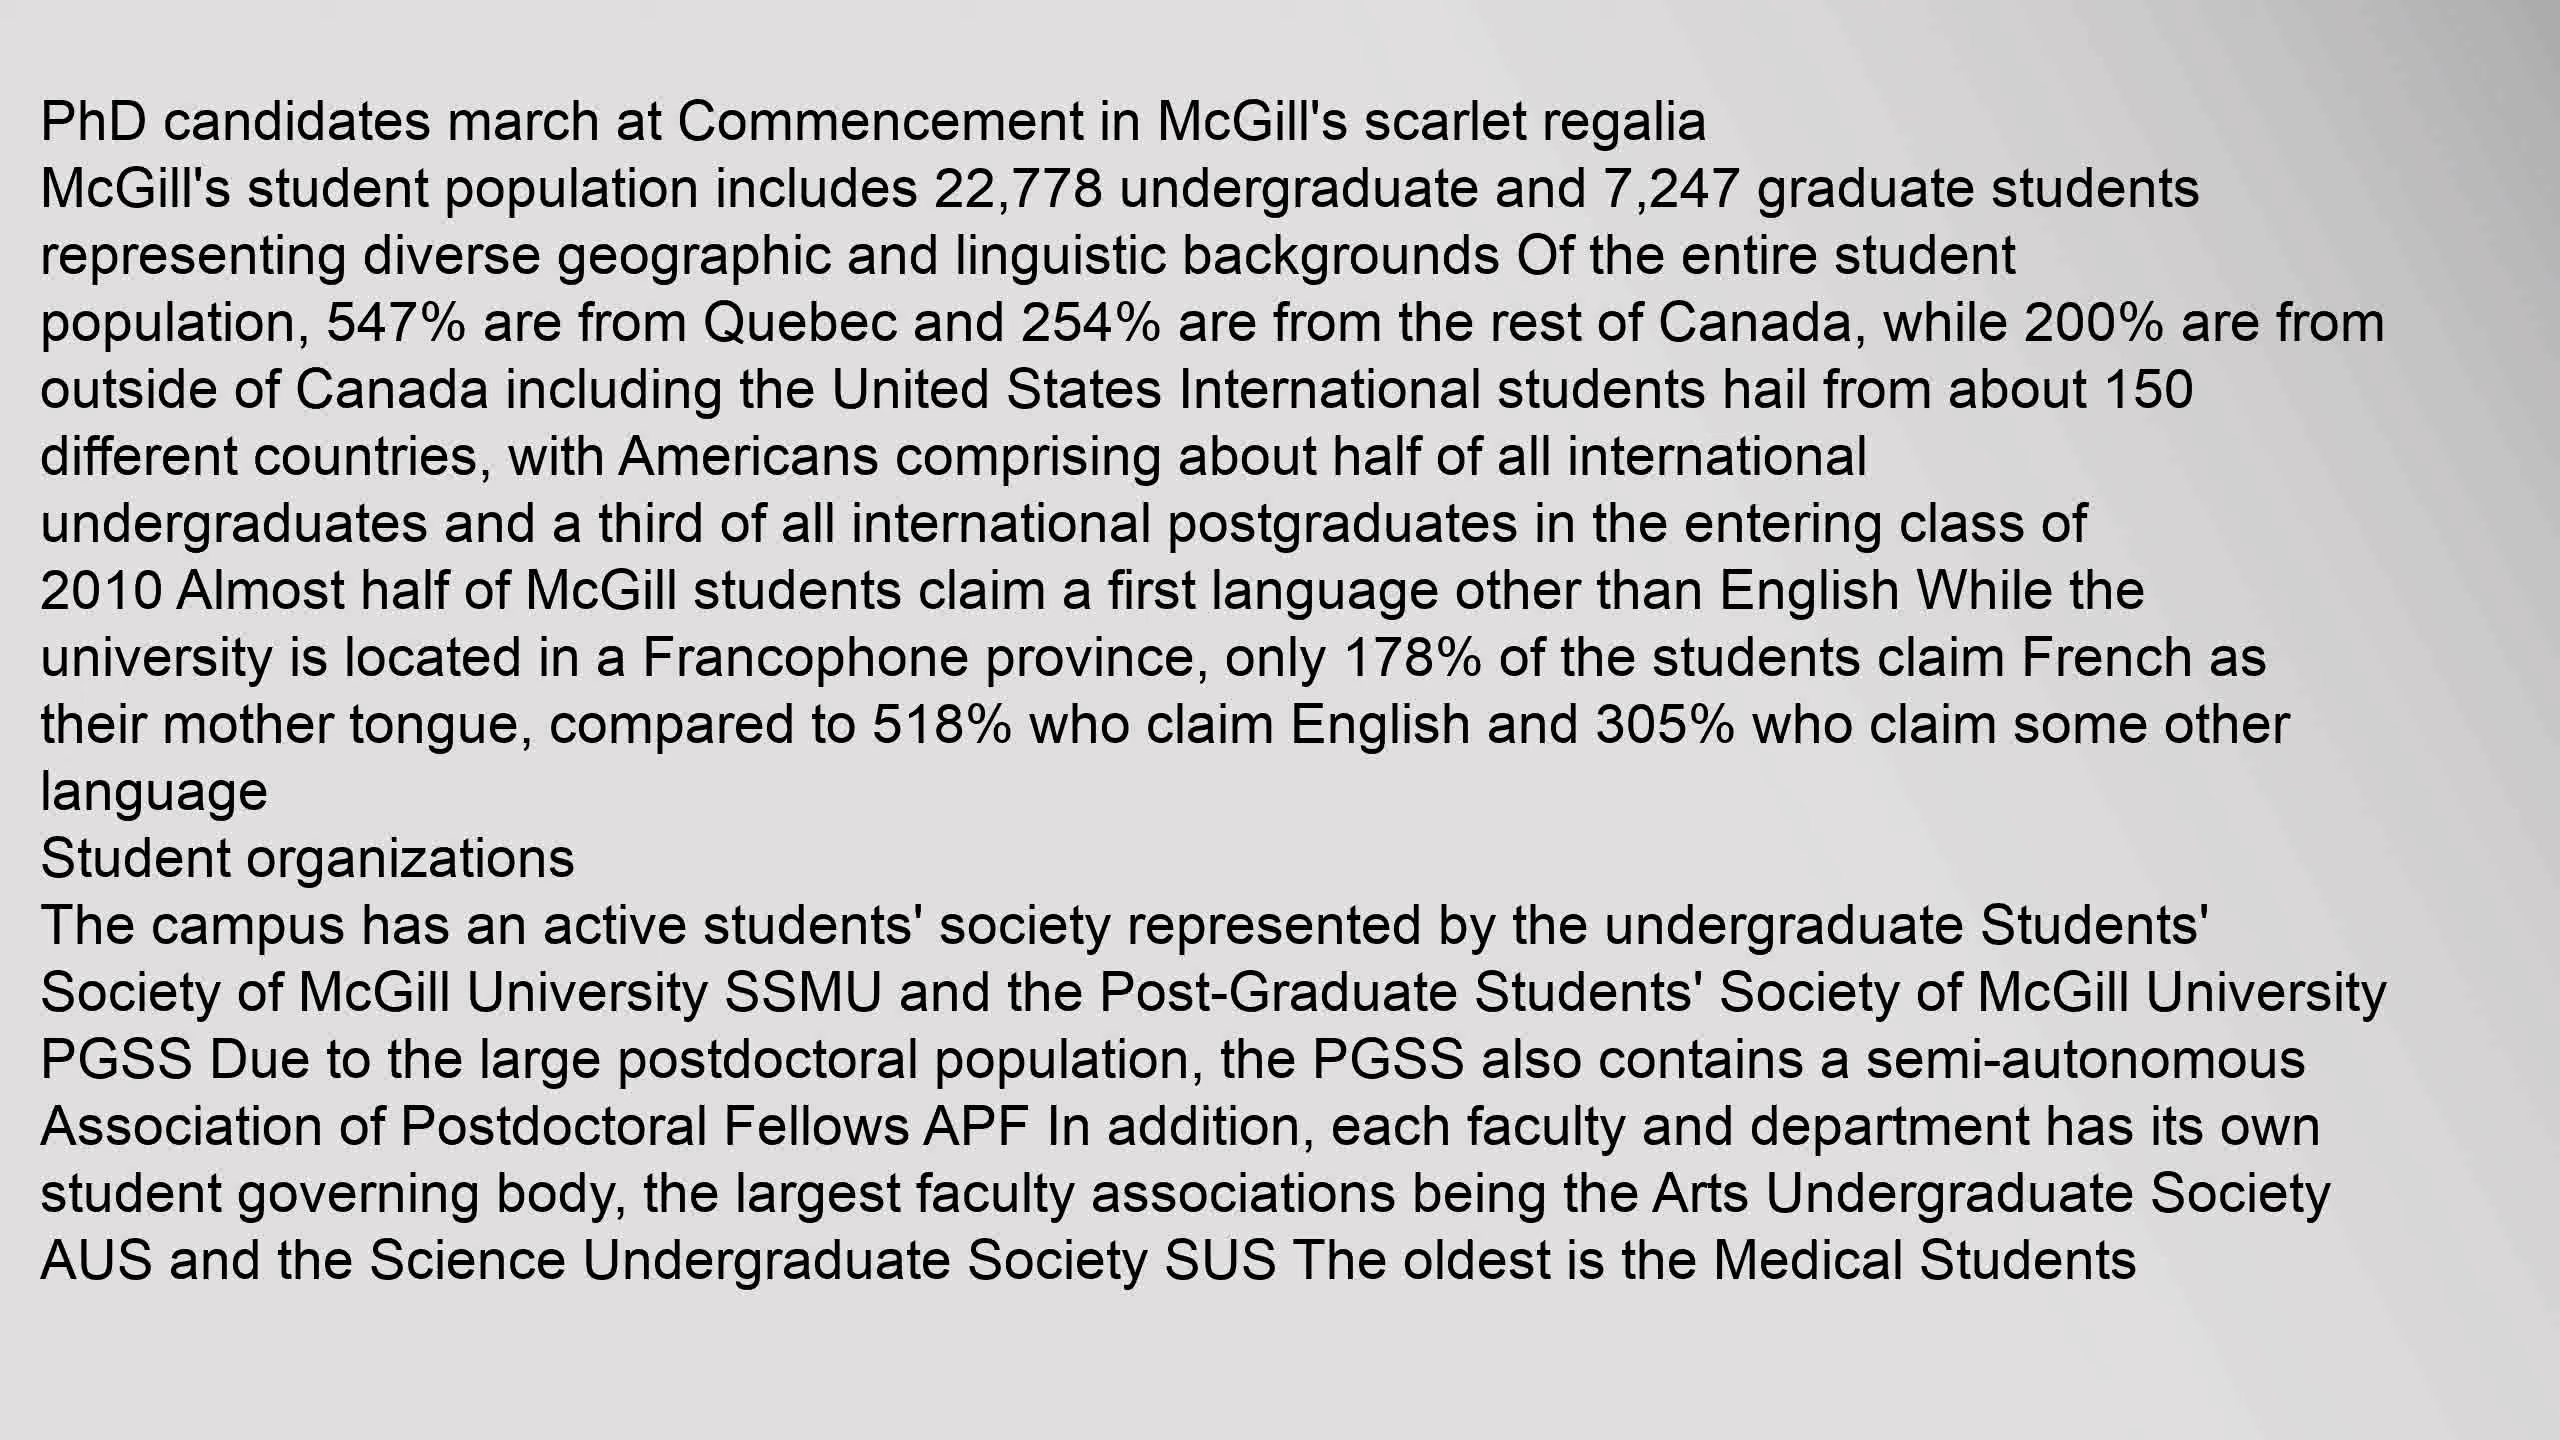 PhD candidates march at Commencement in McGill's scarlet regalia
McGill's student population includes 22,778 undergraduate and 7,247 graduate students
representing diverse geographic and linguistic backgrounds Of the entire student
population, 547% are from Quebec and 254% are from the rest of Canada, while 200% are from
outside of Canada including the United States International students hail from about 150
different countries, with Americans comprising about half of all international
undergraduates and a third of all international postgraduates in the entering class of
2010 Almost half of McGill students claim a first language other than English While the
university is located in a Francophone province, only 178% of the students claim French as
their mother tongue, compared to 518% who claim English and 305% who claim some other
language
Student organizations
The campus has an active students' society represented by the undergraduate Students'
Society of McGill University SSMU and the Post-Graduate Students' Society of McGill University
PGSS Due to the large postdoctoral population, the PGSS also contains a semi-autonomous
Association of Postdoctoral Fellows APF In addition, each faculty and department has its own
student governing body, the largest faculty associations being the Arts Undergraduate Society
AUS and the Science Undergraduate Society SUS The oldest is the Medical Students